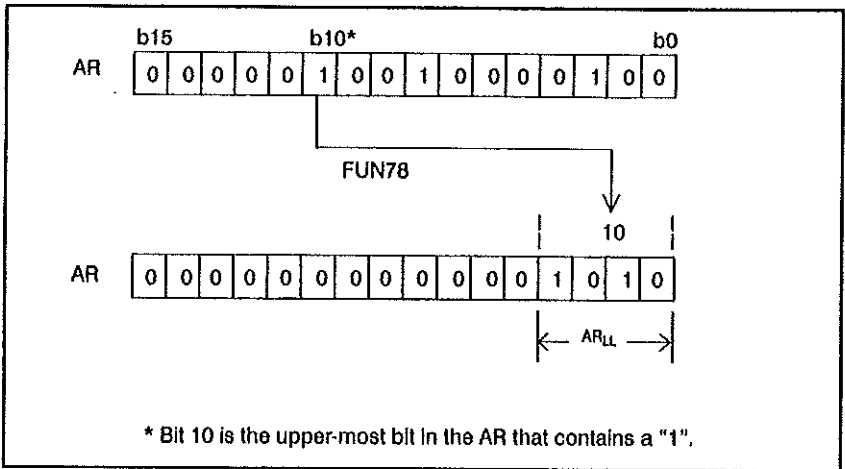 b15 b10* b0
AR 0 0 0 0 0 1 0 0 1 0 0 0 0 1 0 0
FUN78
10
AR 0 0 0 0 0 0 0 0 0 0 0 0 1 0 1 0
AR_LL
* Bit 10 is the upper-most bit in the AR that contains a "1".